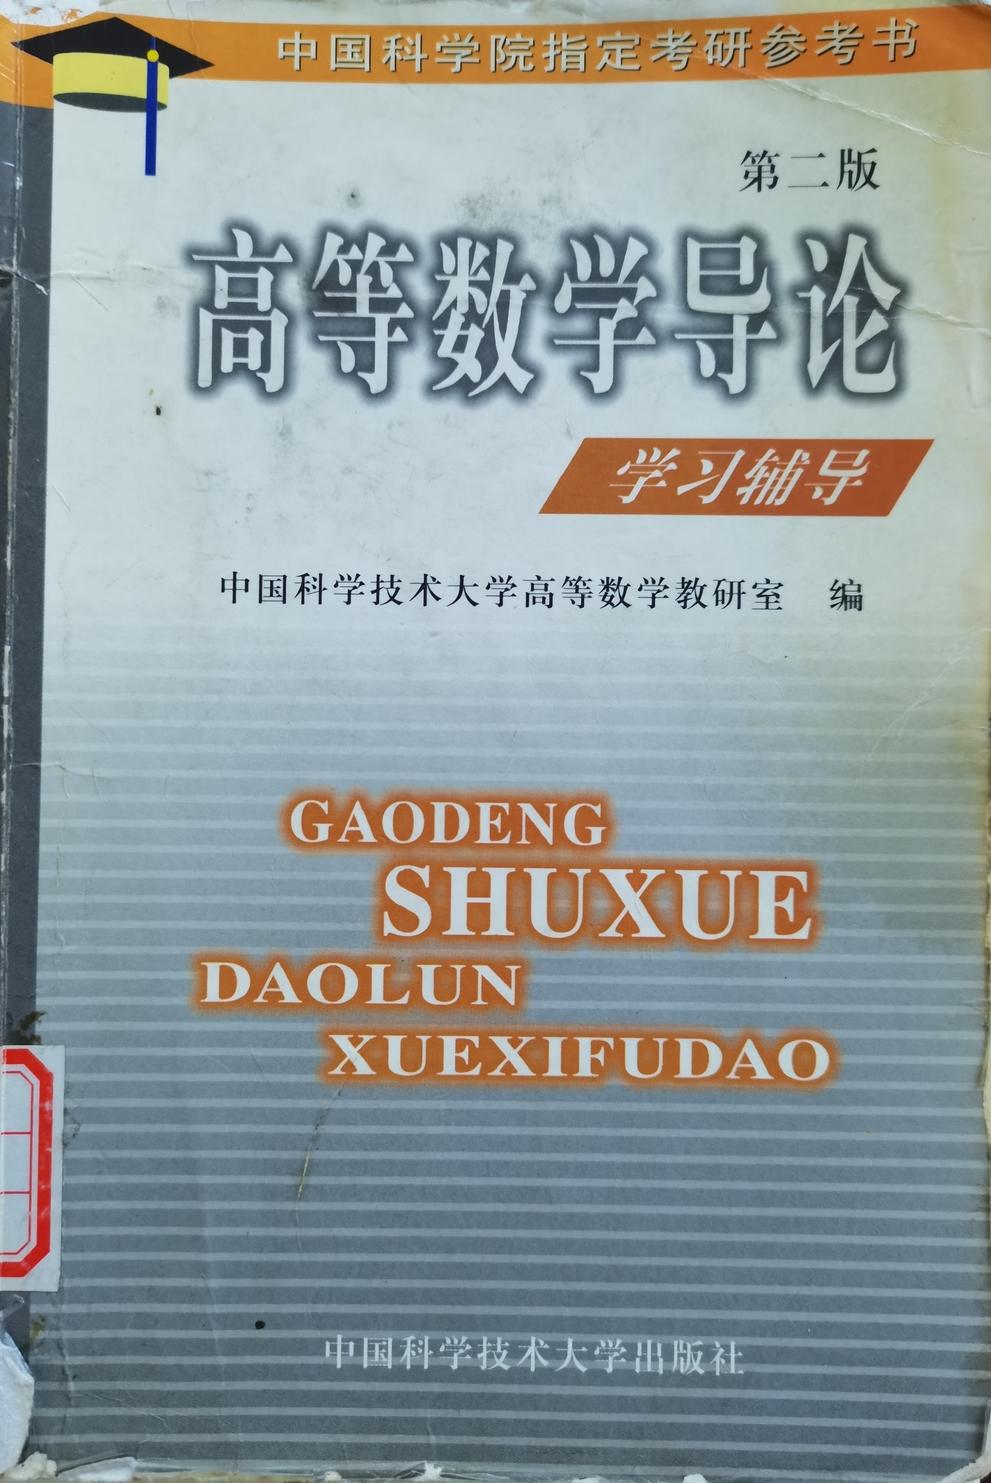 中国科学院指定考研参考书
第二版
高等数学导论
学习辅导
中国科学技术大学高等数学教研室 编
GAODENG
SHUXUE
DAOLUN
XUEXIFUDAO
中国科学技术大学出版社